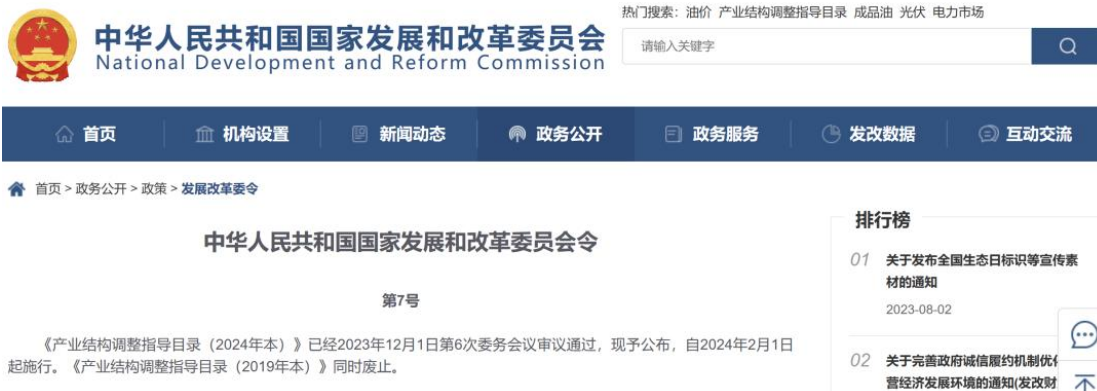 热门搜索：油价 产业结构调整指导目录 成品油 光伏 电力市场
中华人民共和国国家发展和改革委员会
National Development and Reform Commission
请输入关键字
首页 机构设置 新闻动态 政务公开 政务服务 发改数据 互动交流
首页 > 政务公开 > 政策 > 发展改革委令
中华人民共和国国家发展和改革委员会令
第7号
《产业结构调整指导目录（2024年本）》已经2023年12月1日第6次委务会议审议通过，现予公布，自2024年2月1日
起施行。《产业结构调整指导目录（2019年本）》同时废止。
排行榜
01 关于发布全国生态日标识等宣传素
材的通知
2023-08-02
02 关于完善政府诚信履约机制优化
营经济发展环境的通知(发改财